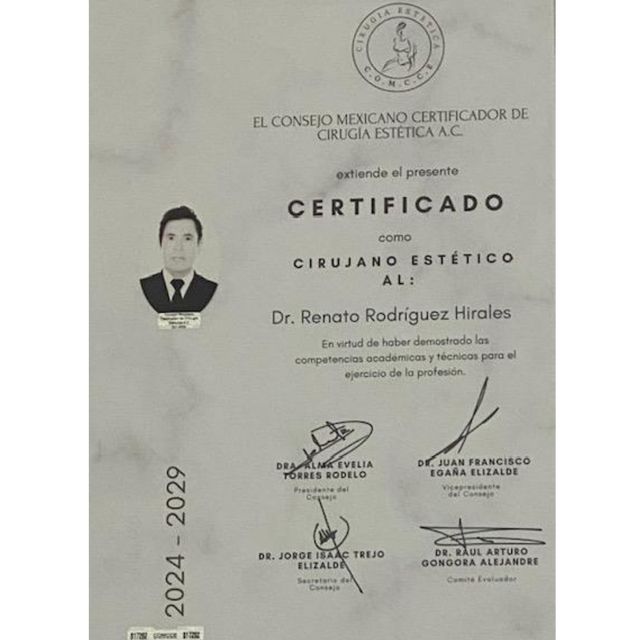 CIRUGÍA ESTÉTICA
C.O.M.C.C.E
EL CONSEJO MEXICANO CERTIFICADOR DE
CIRUGÍA ESTÉTICA A.C.
extiende el presente
CERTIFICADO
como
CIRUJANO ESTÉTICO
AL:
Dr. Renato Rodríguez Hirales
En virtud de haber demostrado las
competencias académicas y técnicas para el
ejercicio de la profesión.
DRA. ALMA EVELIA
TORRES RODELO
Presidente del
Consejo
DR. JUAN FRANCISCO
EGAÑA ELIZALDE
Vicepresidente
del Consejo
DR. JORGE ISAAC TREJO
ELIZALDE
Secretario del
Consejo
DR. RAUL ARTURO
GONGORA ALEJANDRE
Comité Evaluador
2024 - 2029